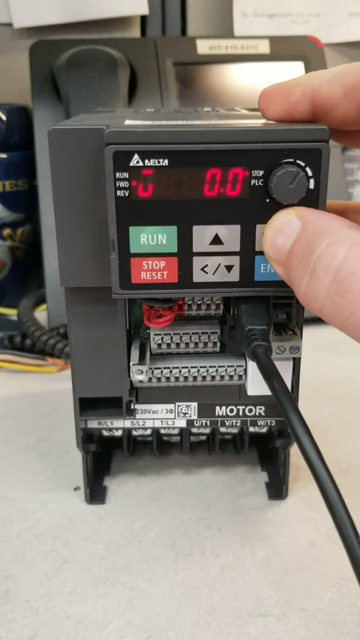 DELTA
RUN
FWD
REV
0.0
STOP
PLC
RUN
STOP
RESET
</▼
EN
230Vac / 3Φ
MOTOR
R/L1
S/L2
T/L3
U/T1
V/T2
W/T3